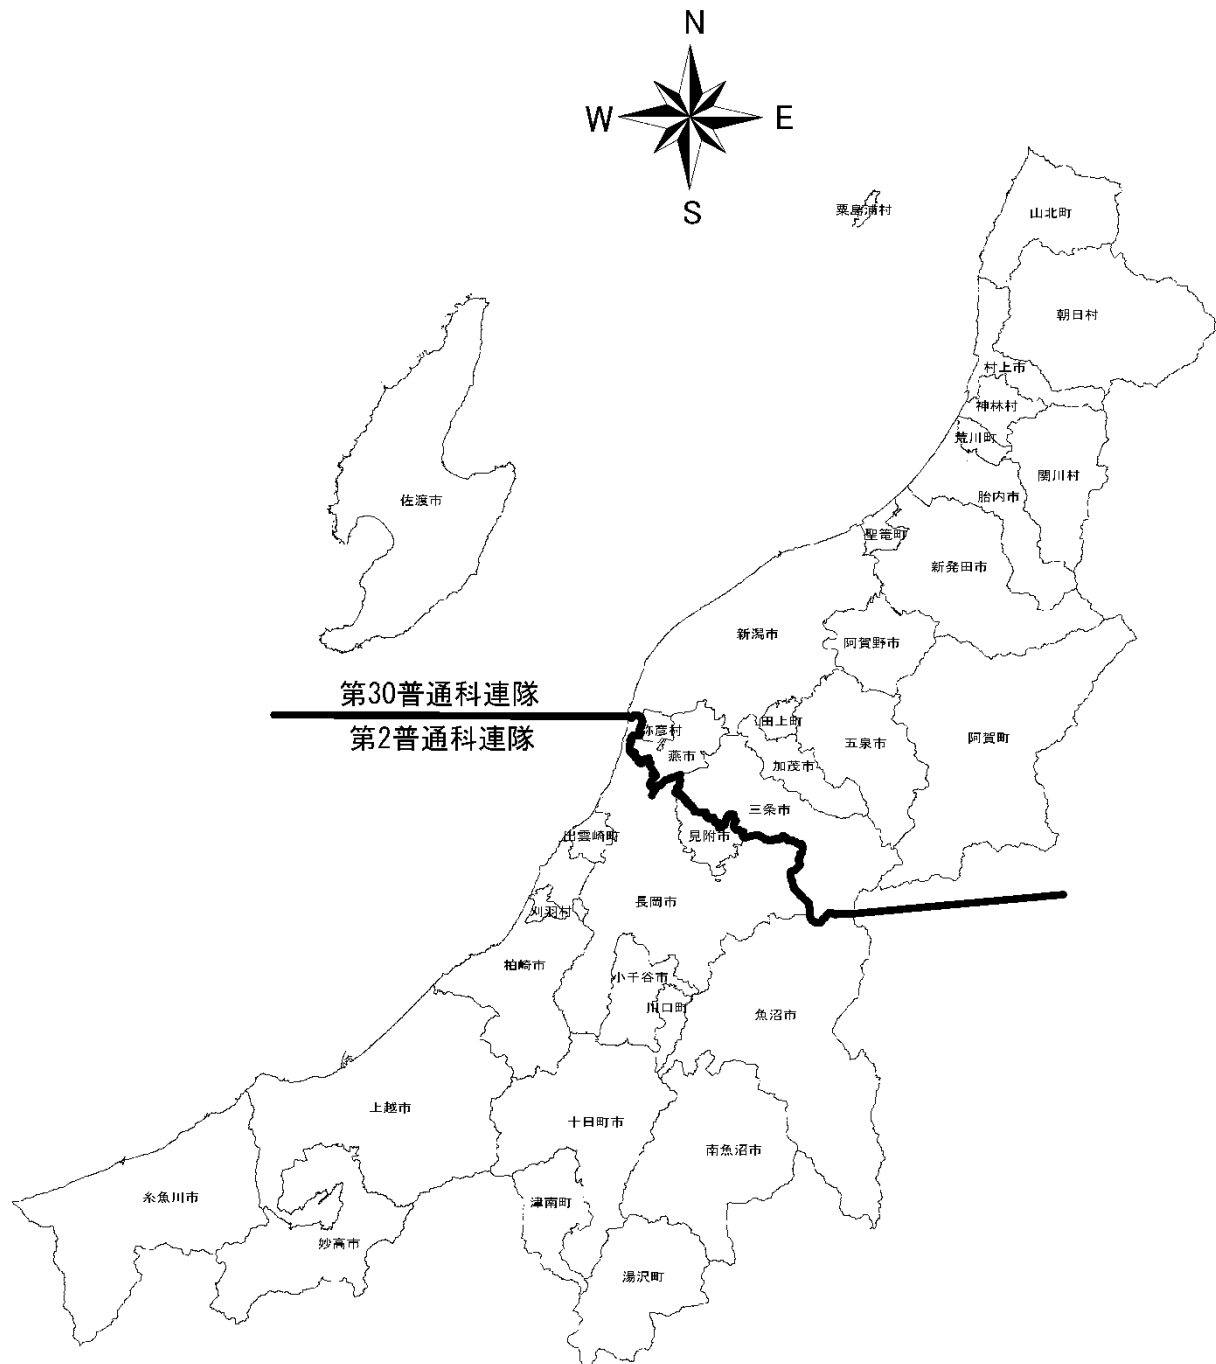 N
W
E
S
粟島浦村
山北町
朝日村
村上市
神林村
荒川町
関川村
胎内市
佐渡市
聖篭町
新発田市
新潟市
阿賀野市
第30普通科連隊
第2普通科連隊
弥彦村
燕市
田上町
加茂市
五泉市
阿賀町
三条市
出雲崎町
見附市
長岡市
刈羽村
柏崎市
小千谷市
川口町
魚沼市
上越市
十日町市
南魚沼市
糸魚川市
津南町
妙高市
湯沢町